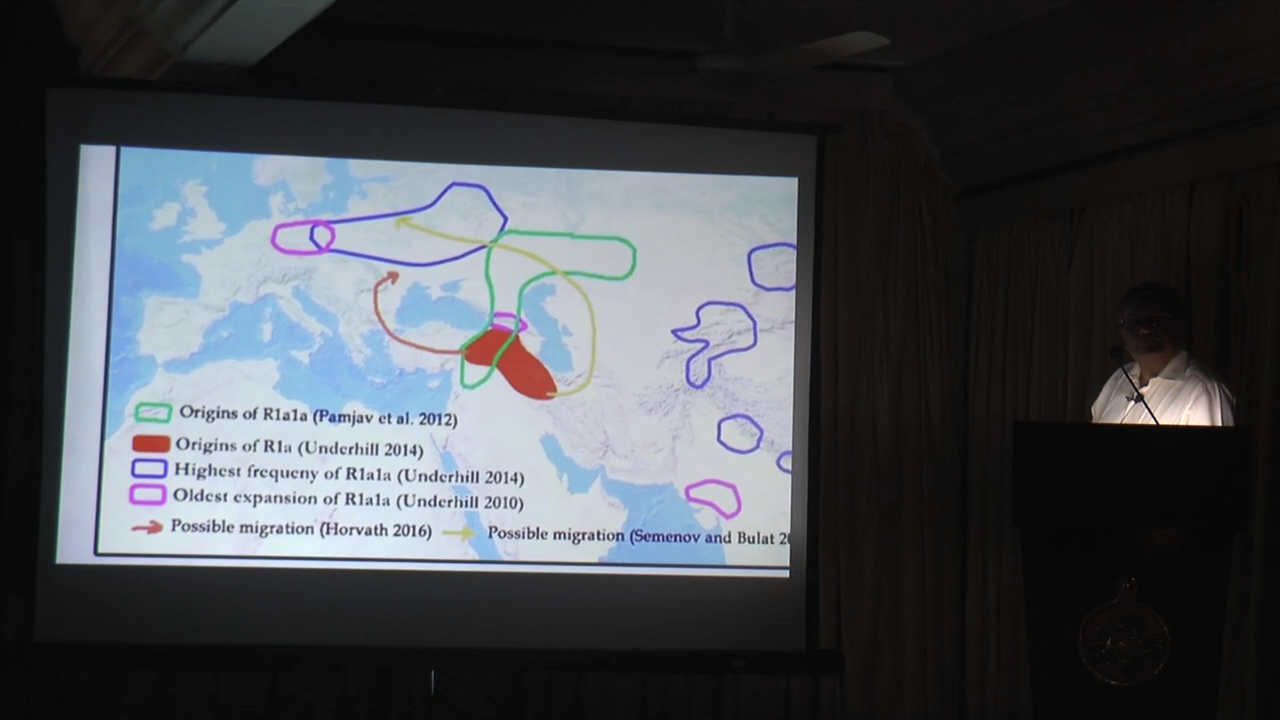 Origins of R1a1a (Pamjav et al. 2012)
Origins of R1a (Underhill 2014)
Highest frequeny of R1a1a (Underhill 2014)
Oldest expansion of R1a1a (Underhill 2010)
Possible migration (Horvath 2016) Possible migration (Semenov and Bulat 20